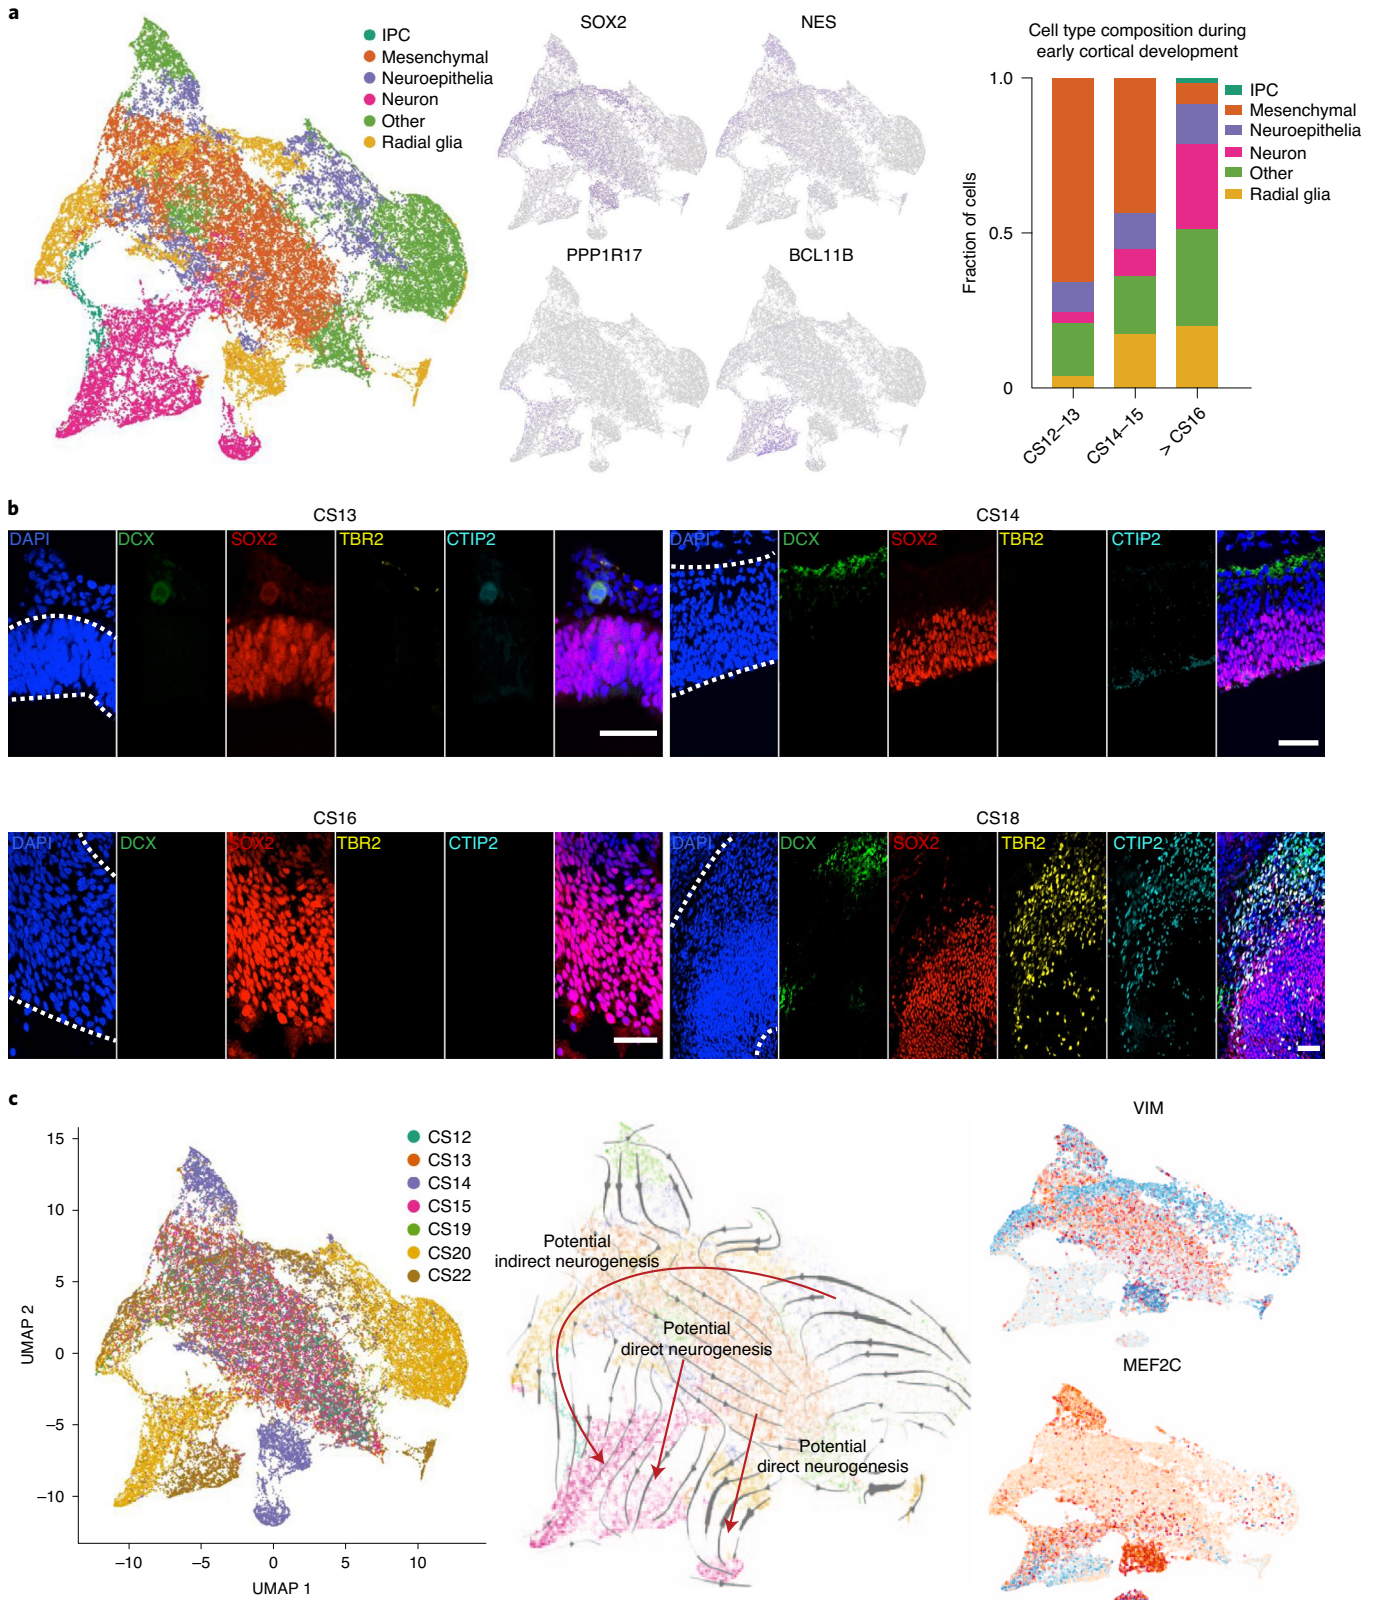 a
IPC
Mesenchymal
Neuroepithelia
Neuron
Other
Radial glia
SOX2
NES
PPP1R17
BCL11B
Cell type composition during
early cortical development
1.0
0.5
0
Fraction of cells
CS12–13
CS14–15
> CS16
IPC
Mesenchymal
Neuroepithelia
Neuron
Other
Radial glia
b
CS13
DAPI
DCX
SOX2
TBR2
CTIP2
CS14
DAPI
DCX
SOX2
TBR2
CTIP2
CS16
DAPI
DCX
SOX2
TBR2
CTIP2
CS18
DAPI
DCX
SOX2
TBR2
CTIP2
c
15
10
5
0
–5
–10
UMAP 2
–10
–5
0
5
10
UMAP 1
CS12
CS13
CS14
CS15
CS19
CS20
CS22
Potential
indirect neurogenesis
Potential
direct neurogenesis
Potential
direct neurogenesis
VIM
MEF2C